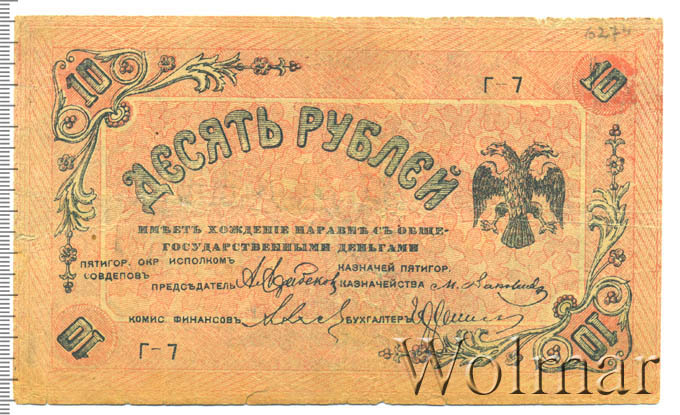 6274
10 10
Г-7
ДЕСЯТЬ РУБЛЕЙ
ИМѢЕТЪ ХОЖДЕНІЕ НАРАВНѢ СЪ ОБЩЕ-
ГОСУДАРСТВЕННЫМИ ДЕНЬГАМИ
ПЯТИГОР. ОКР ИСПОЛКОМЪ КАЗНАЧЕЙ ПЯТИГОР.
СОВДЕПОВЪ
ПРЕДСѢДАТЕЛЬ КАЗНАЧЕЙСТВА
КОМИС ФИНАНСОВЪ БУХГАЛТЕРЪ
10 Г-7 10
Wolmar